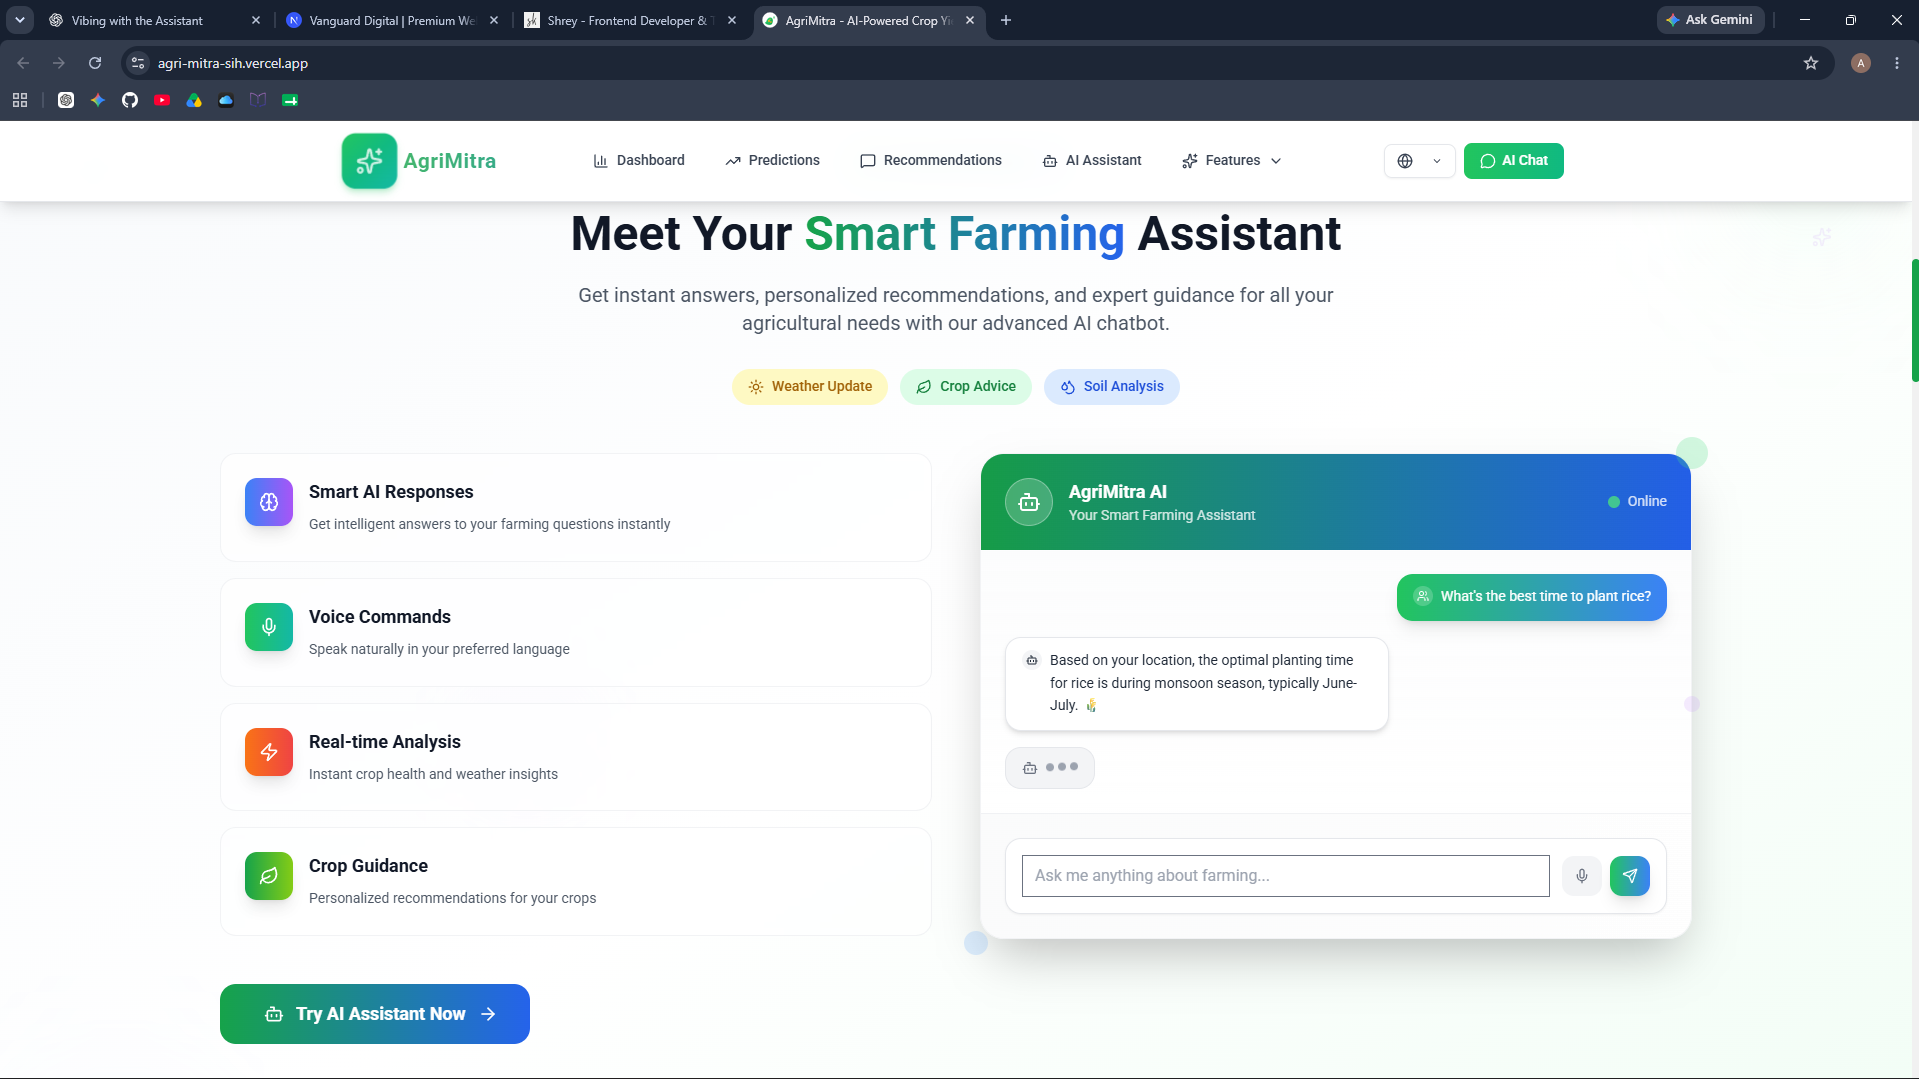 Vibing with the Assistant
Vanguard Digital | Premium We
Shrey - Frontend Developer & T
AgriMitra - AI-Powered Crop Yie
Ask Gemini
agri-mitra-sih.vercel.app
A
AgriMitra
Dashboard
Predictions
Recommendations
AI Assistant
Features
AI Chat
Meet Your Smart Farming Assistant
Get instant answers, personalized recommendations, and expert guidance for all your
agricultural needs with our advanced AI chatbot.
Weather Update
Crop Advice
Soil Analysis
Smart AI Responses
Get intelligent answers to your farming questions instantly
Voice Commands
Speak naturally in your preferred language
Real-time Analysis
Instant crop health and weather insights
Crop Guidance
Personalized recommendations for your crops
Try AI Assistant Now
AgriMitra AI
Your Smart Farming Assistant
Online
What's the best time to plant rice?
Based on your location, the optimal planting time
for rice is during monsoon season, typically June-
July. 🌾
Ask me anything about farming...